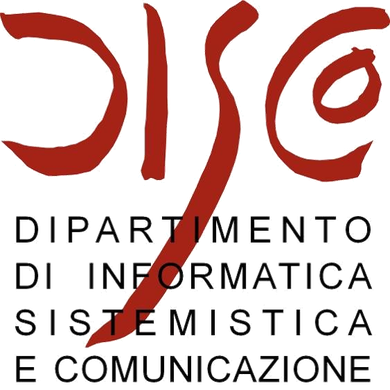 DISCo
DIPARTIMENTO
DI INFORMATICA
SISTEMISTICA
E COMUNICAZIONE